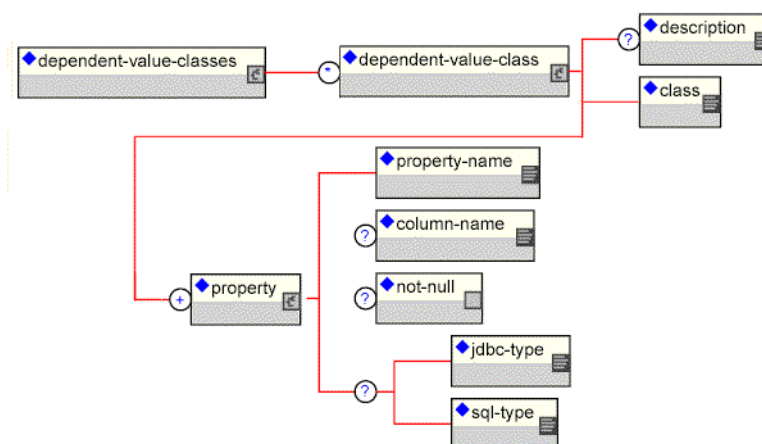 description
?
dependent-value-classes
*
dependent-value-class
class
property-name
?
column-name
+
property
?
not-null
?
jdbc-type
sql-type